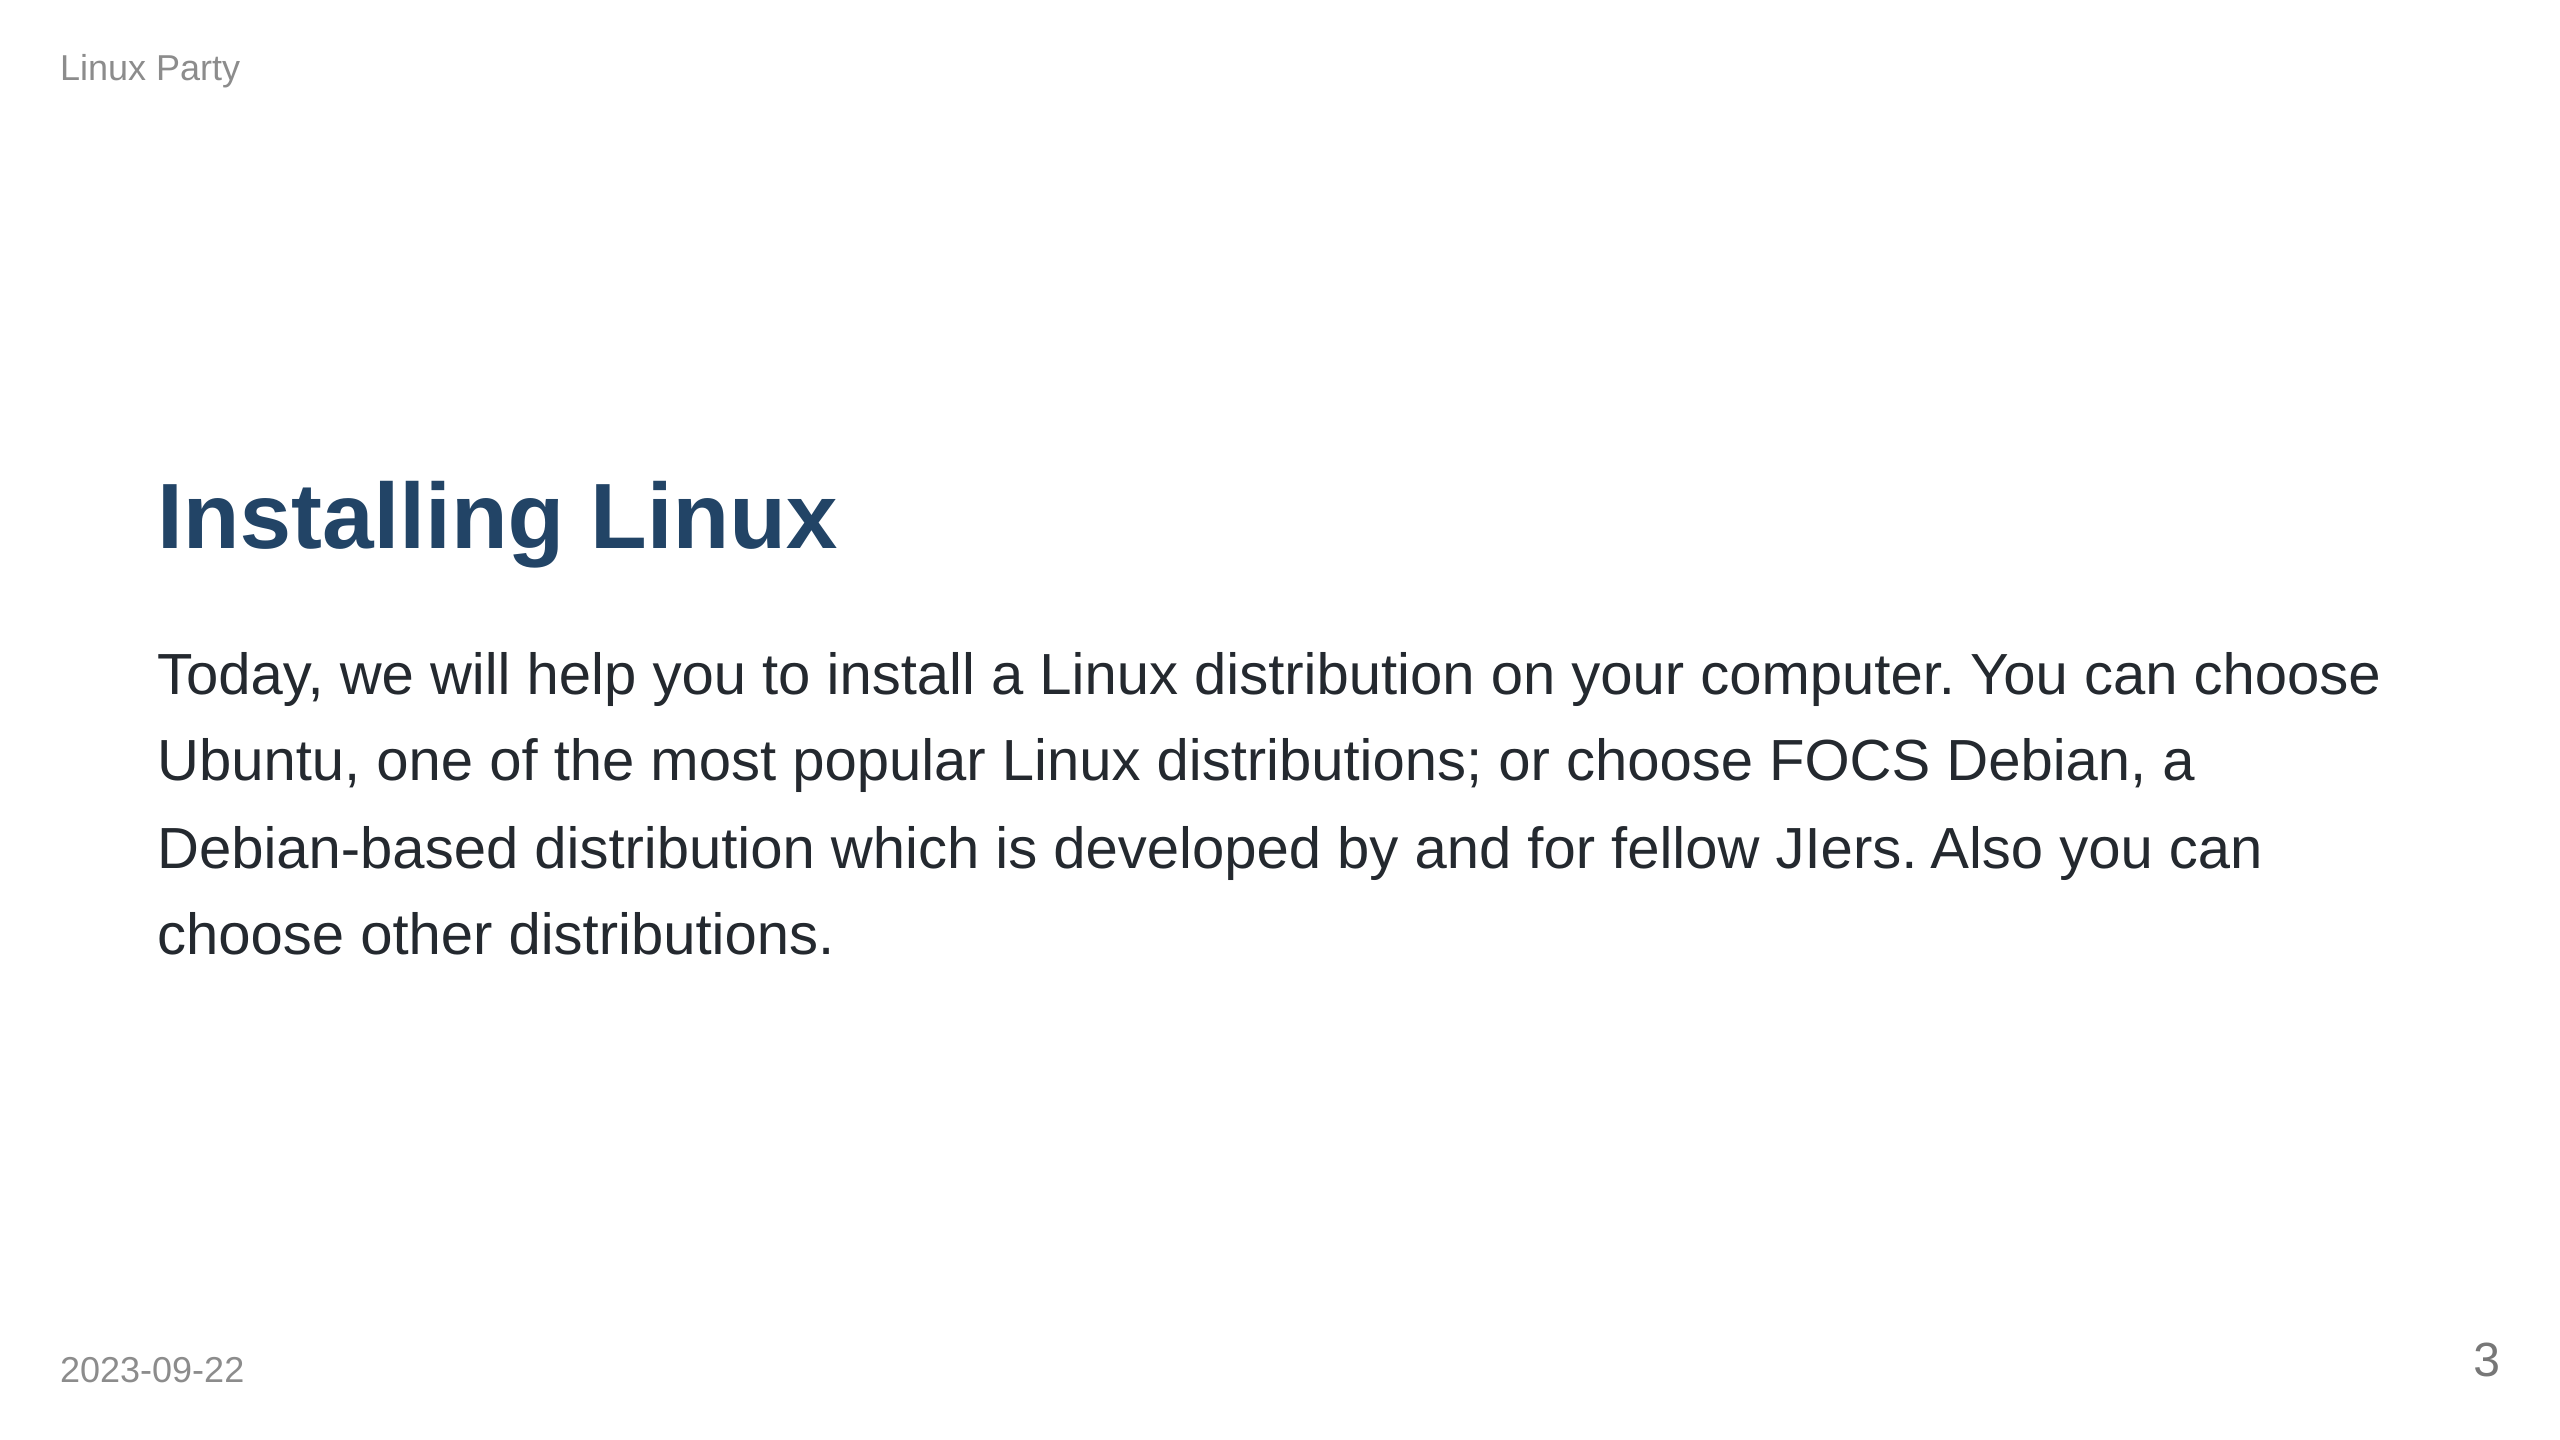 Linux Party
Installing Linux
Today, we will help you to install a Linux distribution on your computer. You can choose
Ubuntu, one of the most popular Linux distributions; or choose FOCS Debian, a
Debian-based distribution which is developed by and for fellow JIers. Also you can
choose other distributions.
2023-09-22
3